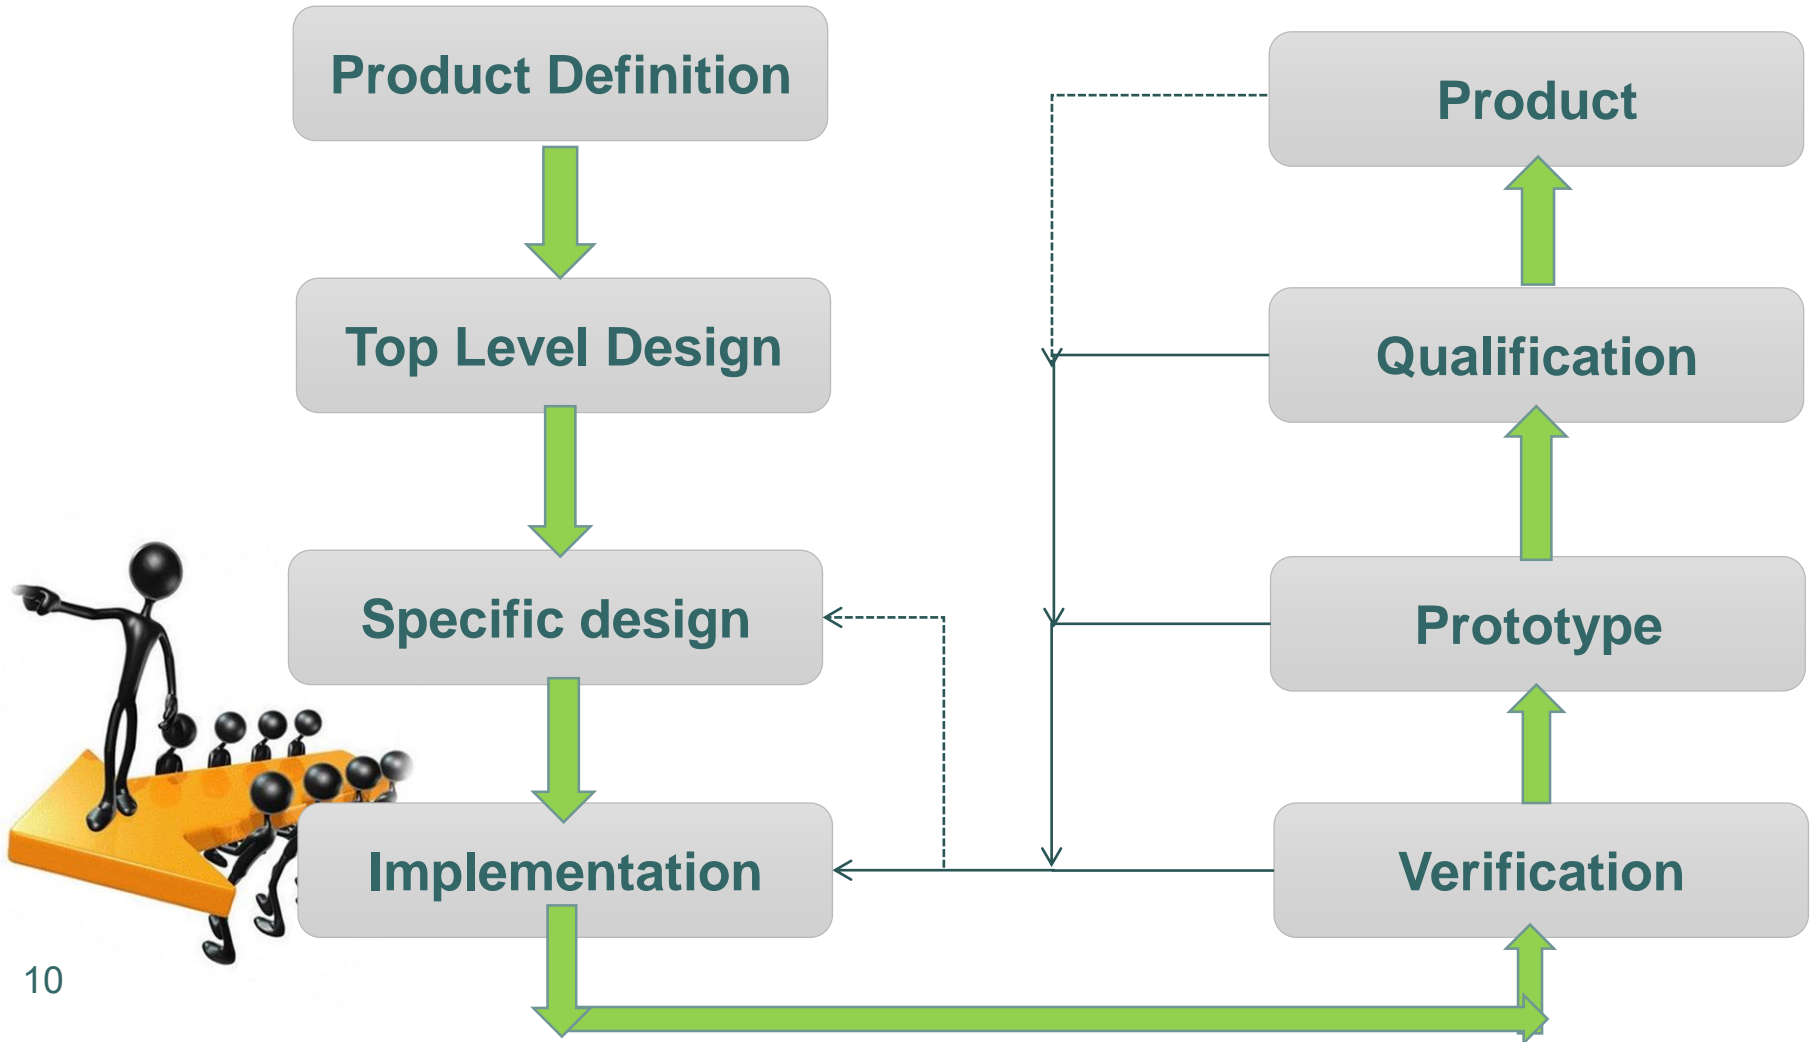 Product Definition
Top Level Design
Specific design
Implementation
Product
Qualification
Prototype
Verification
10